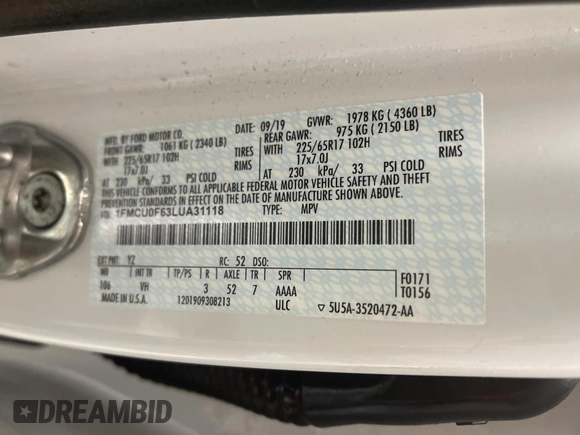 MFD. BY FORD MOTOR CO.
DATE: 09/19 GVWR: 1978 KG ( 4360 LB)
FRONT GAWR: 1061 KG ( 2340 LB)
REAR GAWR: 975 KG ( 2150 LB)
WITH 225/65R17 102H TIRES
WITH 225/65R17 102H TIRES
17x7.0J RIMS
17x7.0J RIMS
AT 230 kPa/ 33 PSI COLD
AT 230 kPa/ 33 PSI COLD
THIS VEHICLE CONFORMS TO ALL APPLICABLE FEDERAL MOTOR VEHICLE SAFETY, BUMPER,
AND THEFT PREVENTION STANDARDS IN EFFECT ON THE DATE OF MANUFACTURE SHOWN ABOVE.
VIN: 1FMCU0F63LUA31118 TYPE: MPV
EXT PNT: YZ RC: 52 DSO:
WB INT TR TP/PS R AXLE TR SPR
106 VH 3 52 7 AAAA
F0171
T0156
MADE IN U.S.A. 1201909308213 ULC ▽ 5U5A-3520472-AA
DREAMBID